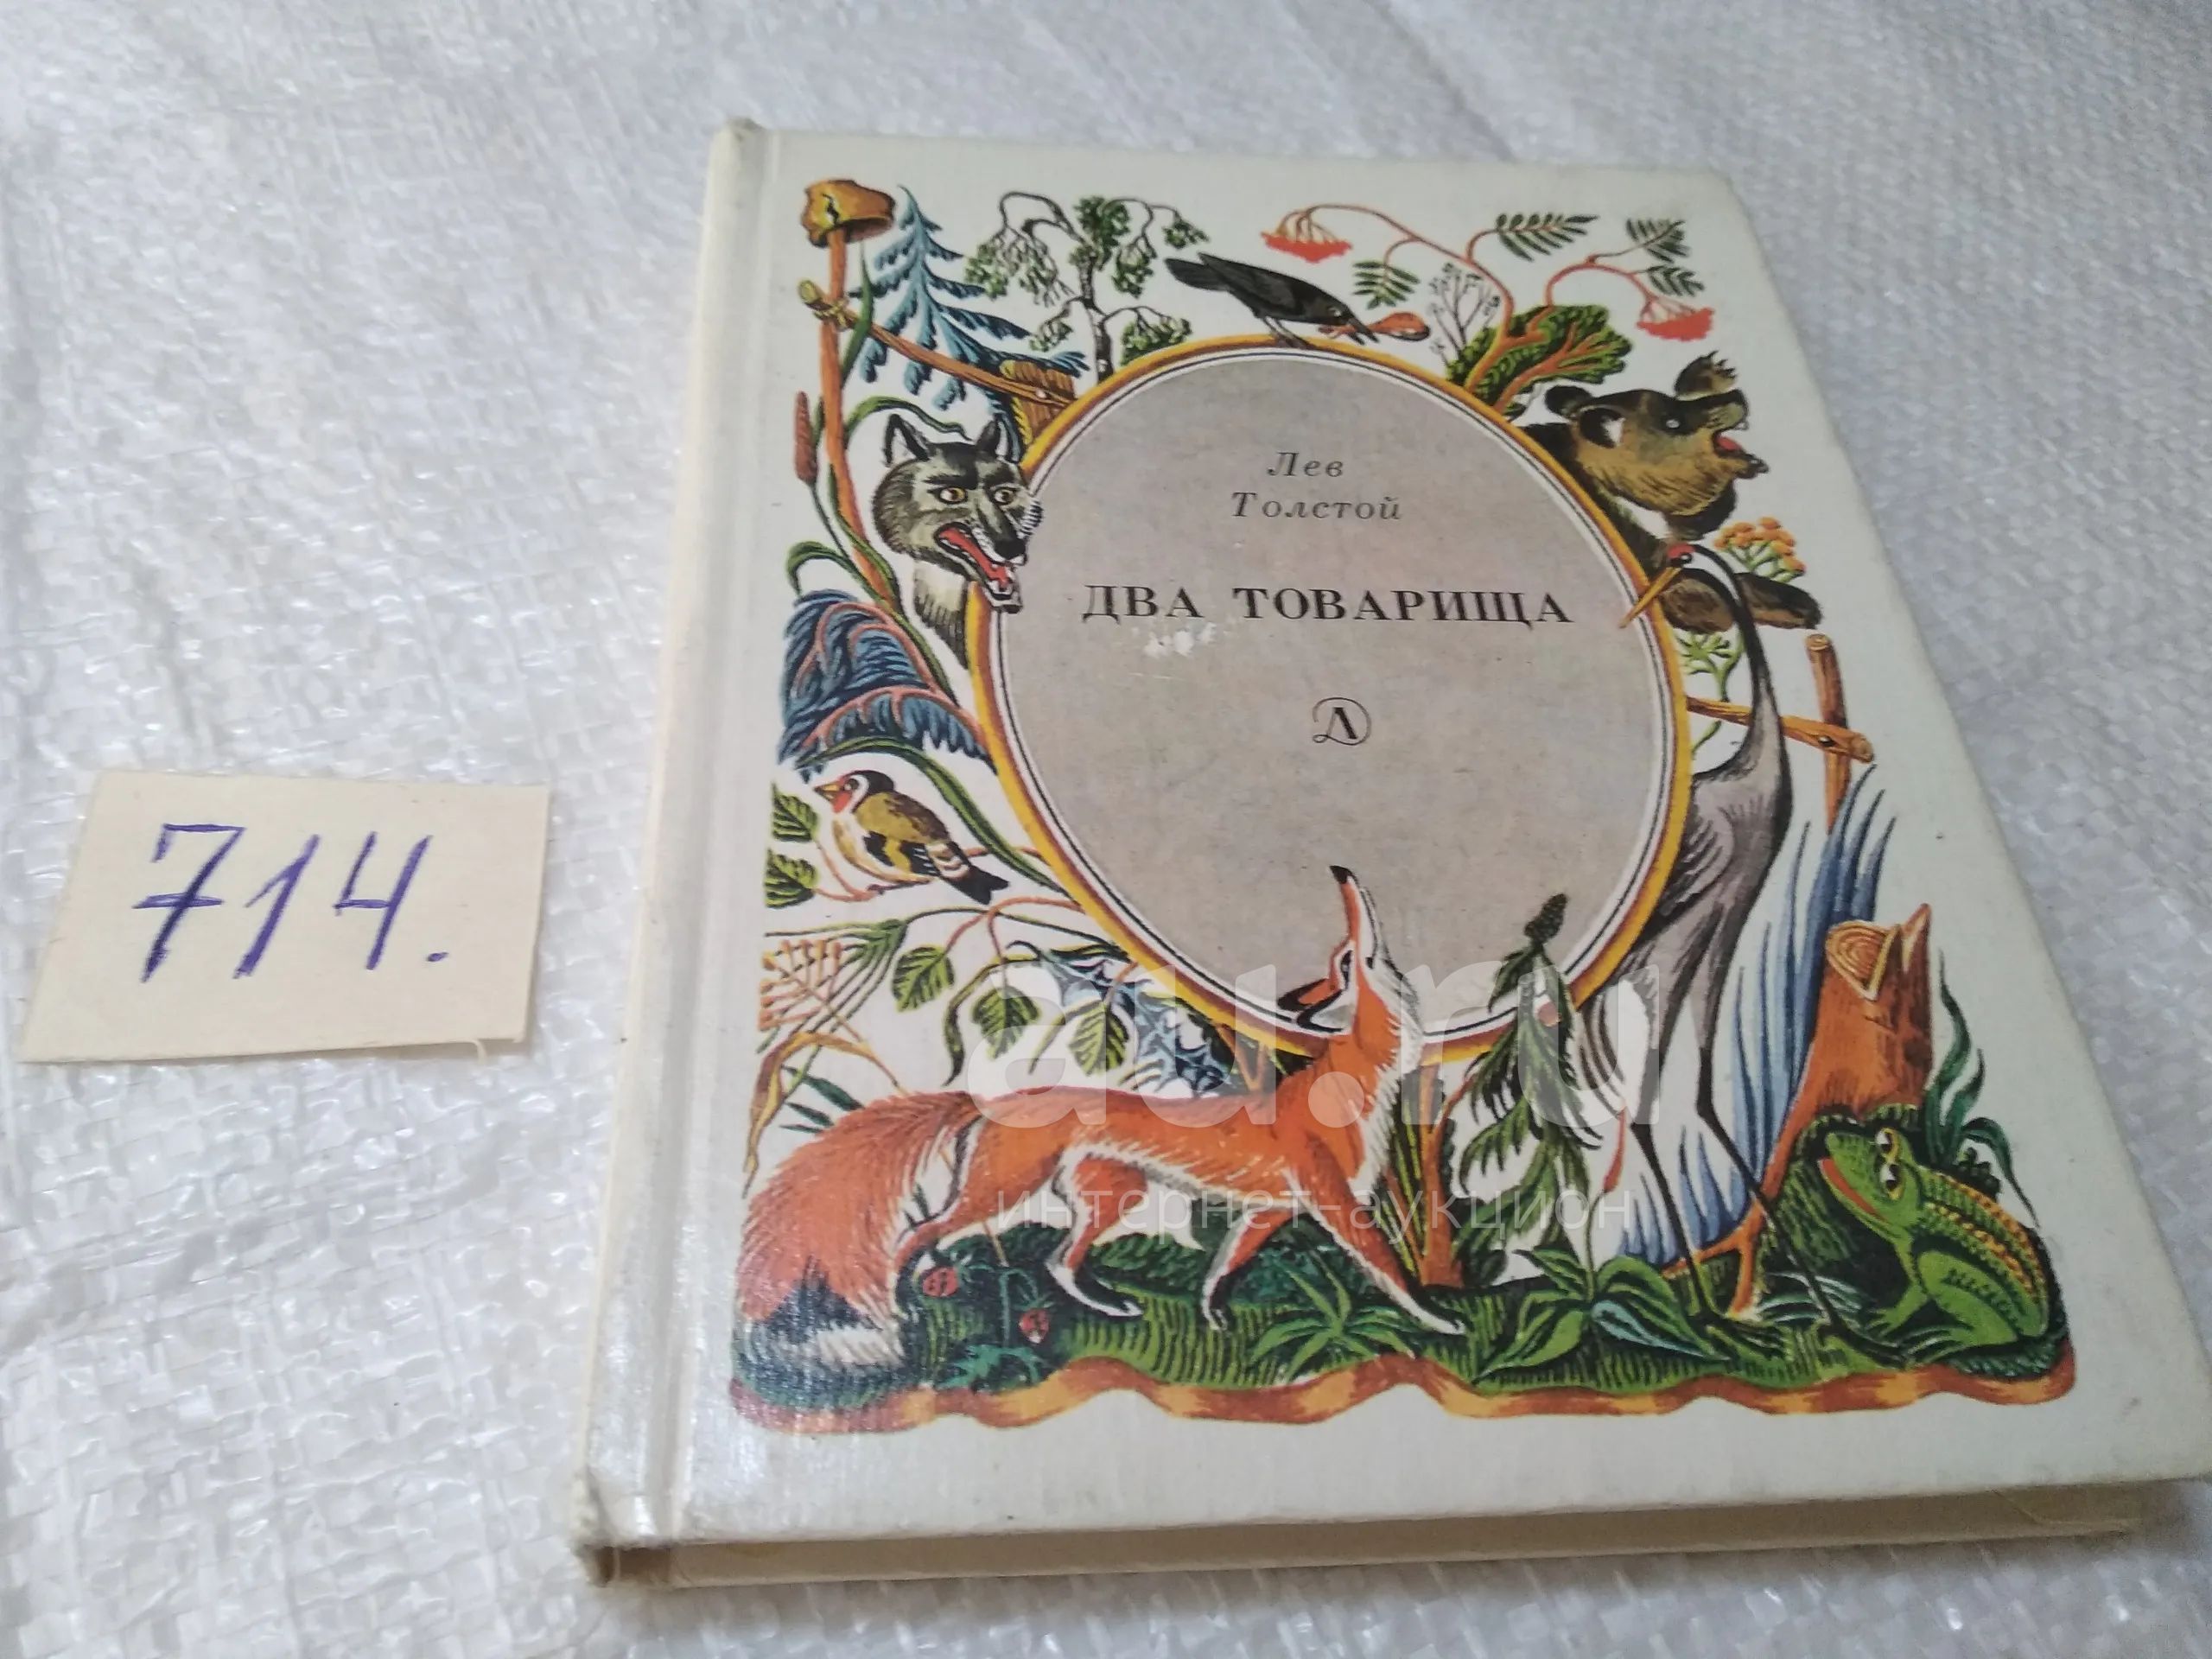 Лев
Толстой
ДВА ТОВАРИЩА
Д
714.
au.ru
интернет-аукцион